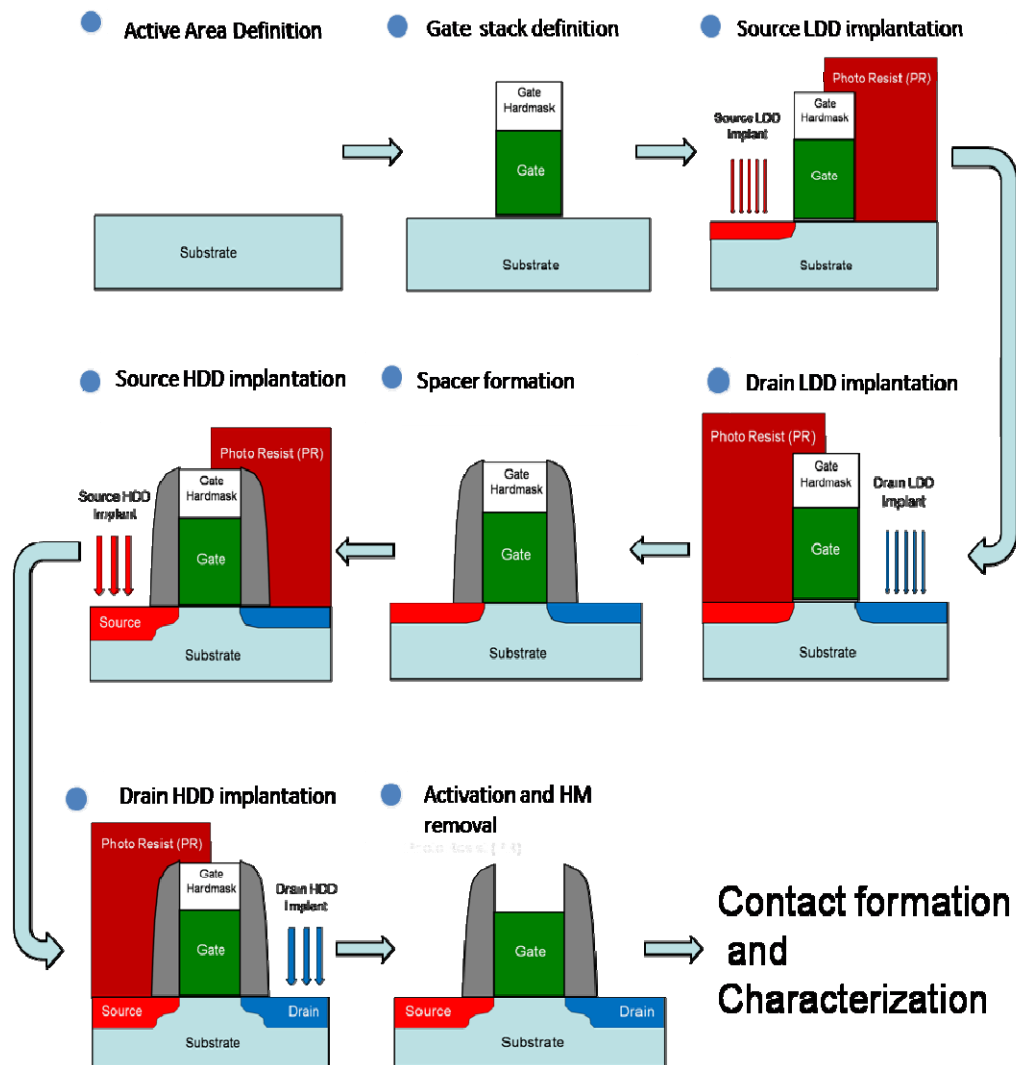 Active Area Definition
Substrate
Gate stack definition
Gate
Hardmask
Gate
Substrate
Source LDD implantation
Photo Resist (PR)
Source LDD
Implant
Gate
Hardmask
Gate
Substrate
Drain LDD implantation
Photo Resist (PR)
Gate
Hardmask
Gate
Drain LDD
Implant
Substrate
Spacer formation
Gate
Hardmask
Gate
Substrate
Source HDD implantation
Photo Resist (PR)
Source HDD
Implant
Gate
Hardmask
Gate
Source
Substrate
Drain HDD implantation
Photo Resist (PR)
Gate
Hardmask
Gate
Drain HDD
Implant
Source
Drain
Substrate
Activation and HM
removal
Photo Resist (PR)
Gate
Source
Drain
Substrate
Contact formation
and
Characterization